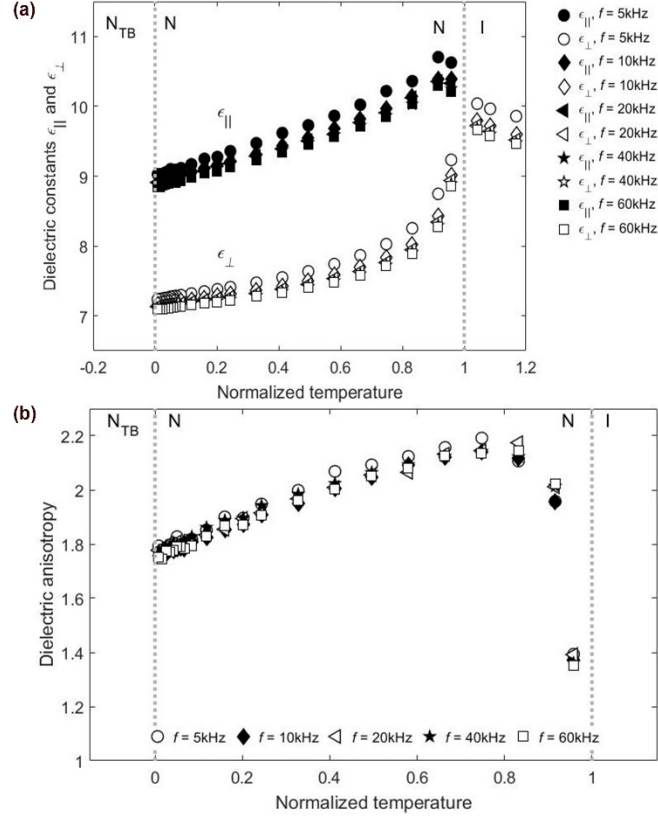 (a)
N_TB N N I
Dielectric constants ϵ_|| and ϵ_⊥
11
10
9
8
7
ϵ_||
ϵ_⊥
-0.2 0 0.2 0.4 0.6 0.8 1 1.2
Normalized temperature
ϵ_||, f = 5kHz
ϵ_⊥, f = 5kHz
ϵ_||, f = 10kHz
ϵ_⊥, f = 10kHz
ϵ_||, f = 20kHz
ϵ_⊥, f = 20kHz
ϵ_||, f = 40kHz
ϵ_⊥, f = 40kHz
ϵ_||, f = 60kHz
ϵ_⊥, f = 60kHz
(b)
N_TB N N I
Dielectric anisotropy
2.2
2
1.8
1.6
1.4
1.2
1
f = 5kHz f = 10kHz f = 20kHz f = 40kHz f = 60kHz
0 0.2 0.4 0.6 0.8 1
Normalized temperature